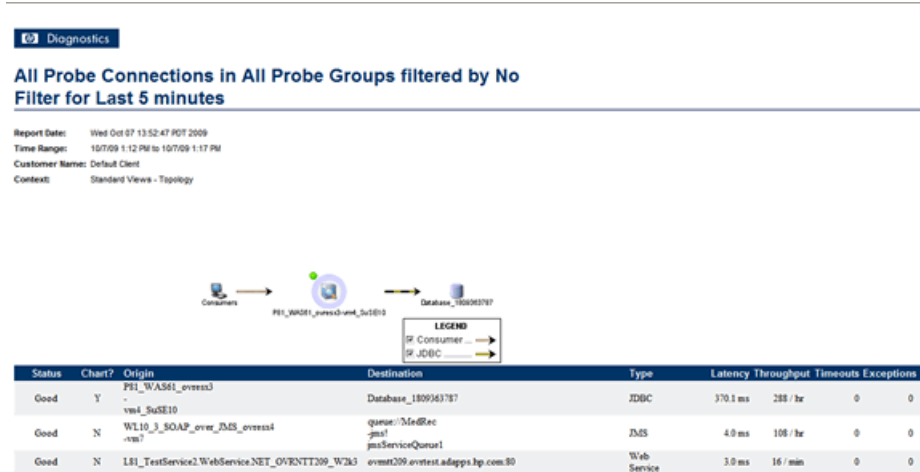 Diagnostics
All Probe Connections in All Probe Groups filtered by No
Filter for Last 5 minutes
Report Date: Wed Oct 07 13:52:47 PDT 2009
Time Range: 10/7/09 1:12 PM to 10/7/09 1:17 PM
Customer Name: Default Client
Context: Standard Views - Topology
Consumers
Database_1809363787
LEGEND
Consumer ...
JDBC
Status Chart? Origin Destination Type Latency Throughput Timeouts Exceptions
P81_WAS61_ovresx3
Good Y - Database_1809363787 JDBC 370.1 ms 288 / hr 0 0
vm4_SuSE10
WL10_3_SOAP_over_JMS_ovresx4 queue://MedRec
Good N -vm7 -jms! JMS 4.0 ms 108 / hr 0 0
jmsServiceQueue1
Good N L81_TestService2.WebService.NET_OVRNTT209_W2k3 ovrntt209.ovrtest.adapps.hp.com:80 Web Service 3.0 ms 16 / min 0 0